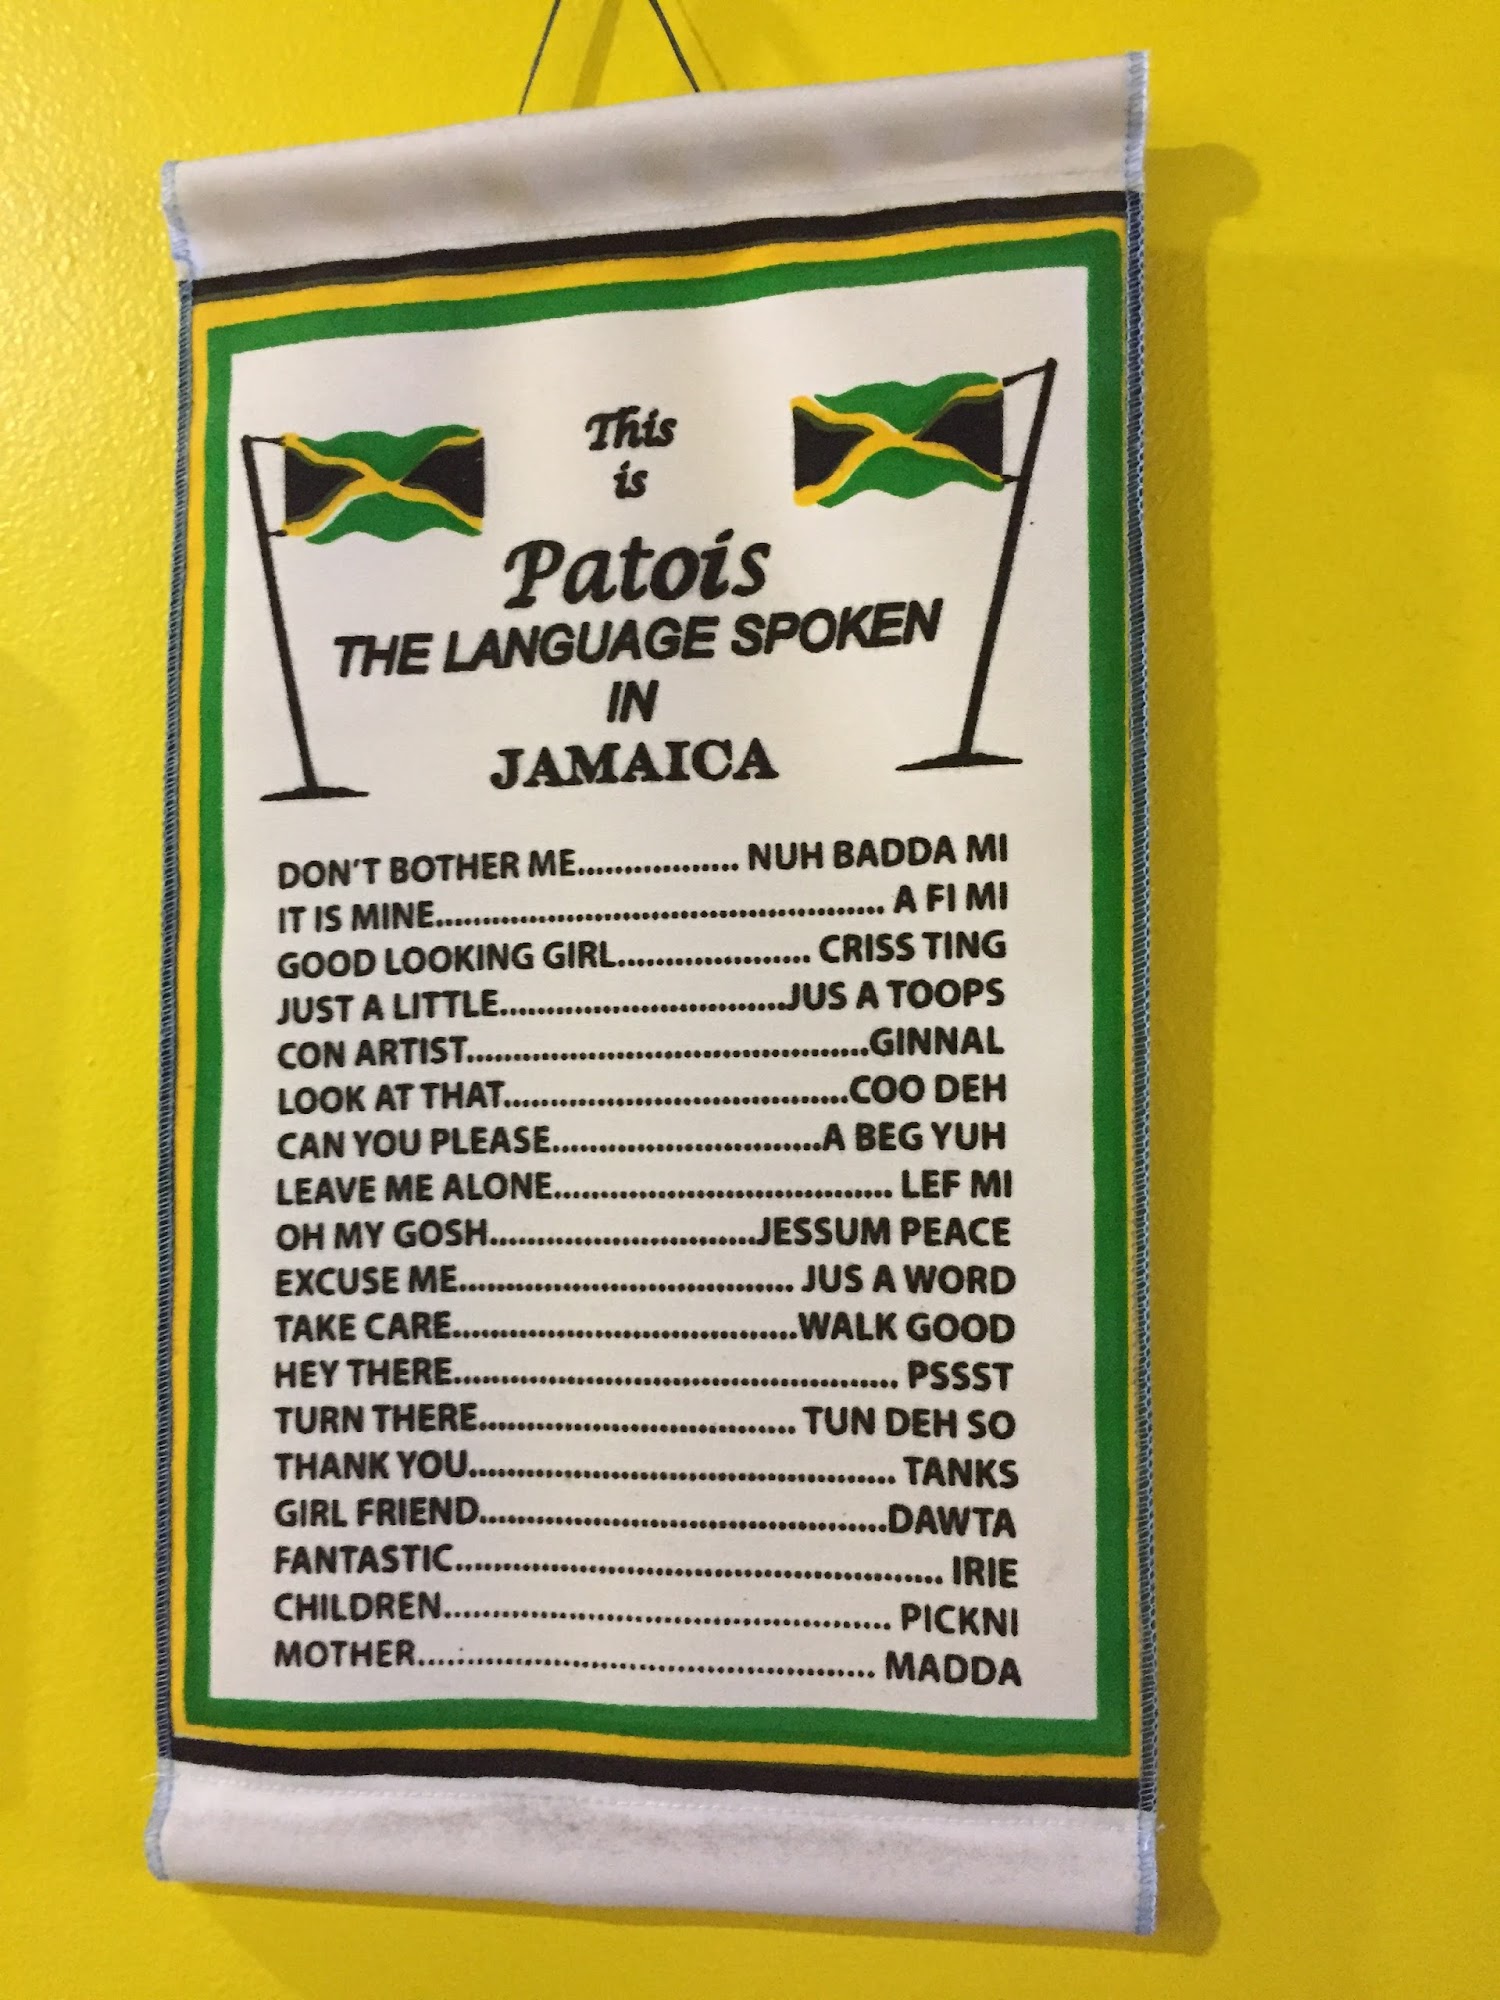 This
is
Patois
THE LANGUAGE SPOKEN
IN
JAMAICA
DON'T BOTHER ME................. NUH BADDA MI
IT IS MINE................................................ A FI MI
GOOD LOOKING GIRL..................... CRISS TING
JUST A LITTLE..............................JUS A TOOPS
CON ARTIST...........................................GINNAL
LOOK AT THAT.....................................COO DEH
CAN YOU PLEASE.............................A BEG YUH
LEAVE ME ALONE.................................... LEF MI
OH MY GOSH............................JESSUM PEACE
EXCUSE ME.................................... JUS A WORD
TAKE CARE.....................................WALK GOOD
HEY THERE............................................... PSSST
TURN THERE.................................. TUN DEH SO
THANK YOU.............................................. TANKS
GIRL FRIEND...........................................DAWTA
FANTASTIC.................................................... IRIE
CHILDREN................................................ PICKNI
MOTHER................................................. MADDA